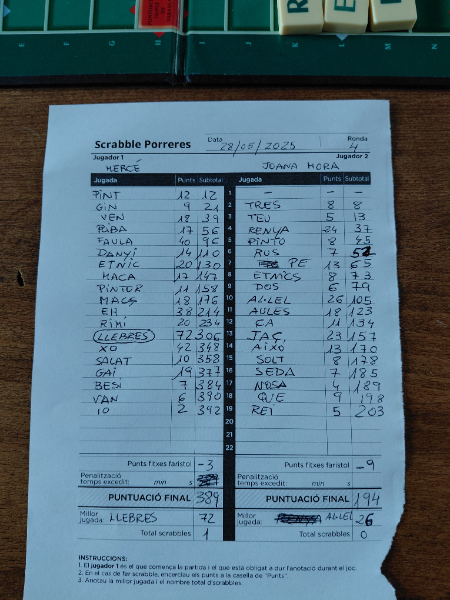 E F G H I J K L M N
R E
Scrabble Porreres Data 28/05/2025 Ronda 4
Jugador 1 Jugador 2
MERCÈ JOANA MORA
Jugada Punts Subtotal Jugada Punts Subtotal
PINT 12 12 1 – –
GIN 9 21 2 TRES 8 8
VEN 18 39 3 TEU 5 13
17 56 4 RENYA 24 37
FAULA 40 96 5 PINTO 8 45
DANYI 14 110 6 RUS 7 52
ETNIC 20 130 7 PE 13 65
MACA 17 147 8 ETNICS 8 73
PINTOR 11 158 9 DOS 6 79
MACS 18 176 10 AL·LEL 26 105
EH 38 214 11 AULES 18 123
RIMI 20 234 12 CA 11 134
LLEBRES 72 306 13 JAÇ 23 157
XO 42 348 14 AIXÒ 13 170
SALAT 10 358 15 SOLT 8 178
GAI 19 377 16 SEDA 7 185
BESI 7 384 17 NOSA 4 189
VAN 6 390 18 QUE 9 198
IO 2 392 19 REI 5 203
20
21
22
Punts fitxes faristol -3 Punts fitxes faristol -9
Penalització temps excedit: min s Penalització temps excedit: min s
PUNTUACIÓ FINAL 389 PUNTUACIÓ FINAL 194
Millor jugada: LLEBRES 72 Millor jugada: AL·LEL 26
Total scrabbles 1 Total scrabbles 0
INSTRUCCIONS:
1. El jugador 1 és el que comença la partida i el que està obligat a dur l'anotació durant el joc.
2. En el cas de fer scrabble, encercleu els punts a la casella de "Punts".
3. Anoteu la millor jugada i el nombre total d'scrabbles.